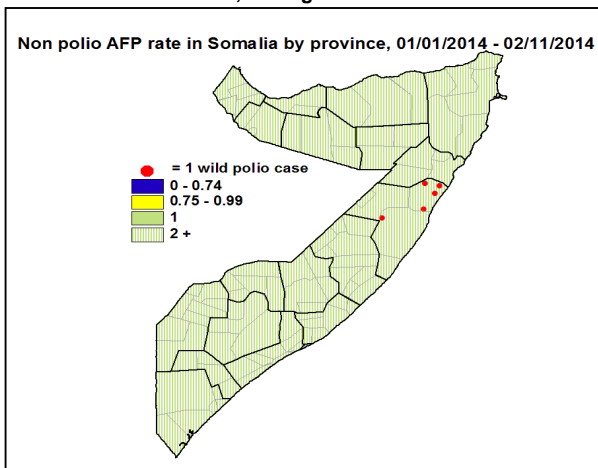 Non polio AFP rate in Somalia by province, 01/01/2014 - 02/11/2014
= 1 wild polio case
0 - 0.74
0.75 - 0.99
1
2 +